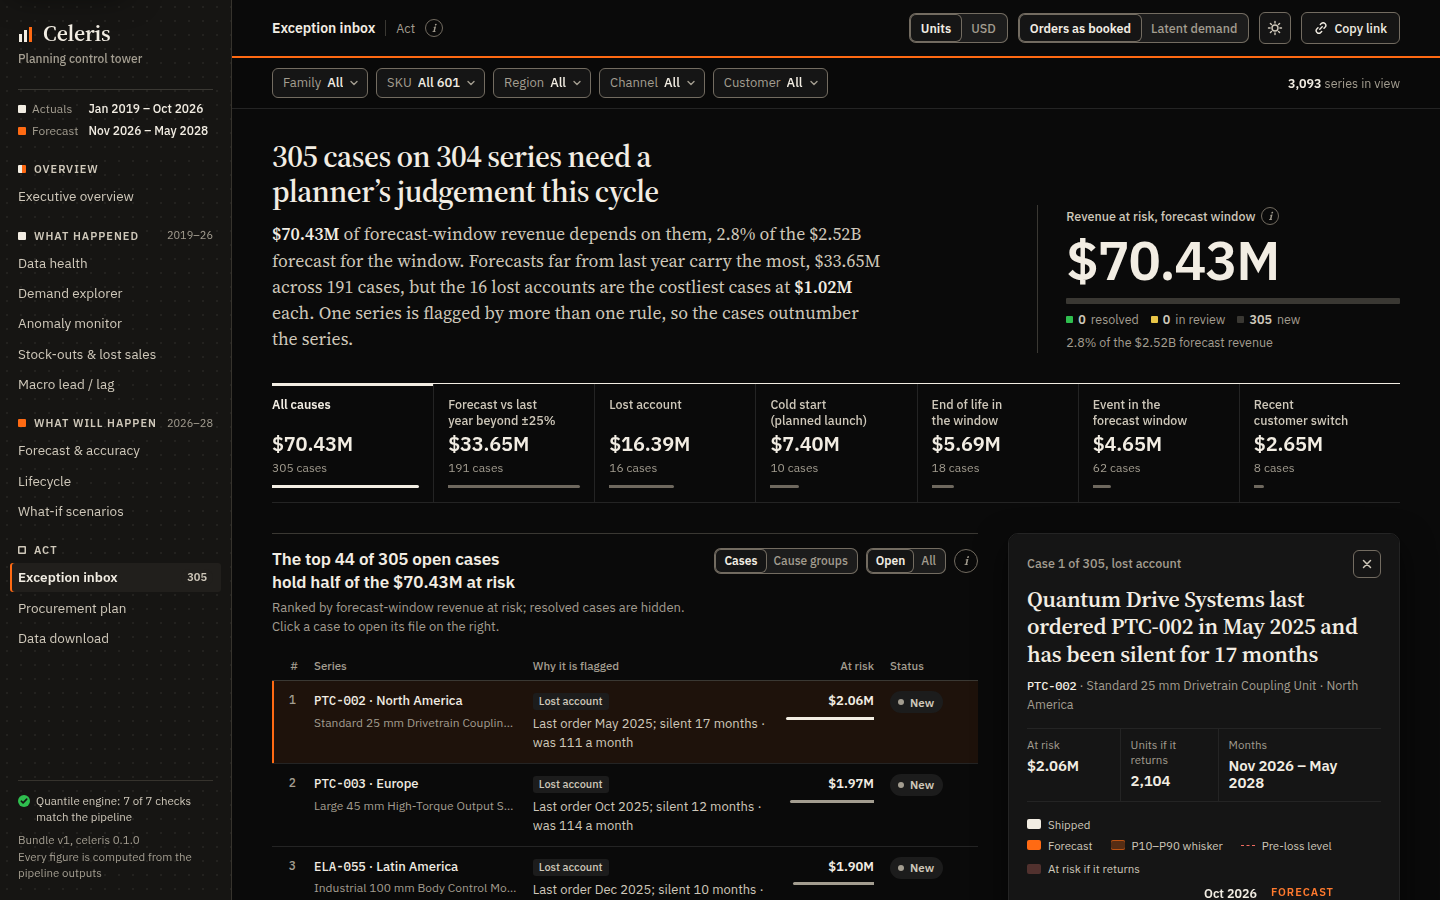 Celeris
Planning control tower
Actuals Jan 2019 – Oct 2026
Forecast Nov 2026 – May 2028
OVERVIEW
Executive overview
WHAT HAPPENED 2019–26
Data health
Demand explorer
Anomaly monitor
Stock-outs & lost sales
Macro lead / lag
WHAT WILL HAPPEN 2026–28
Forecast & accuracy
Lifecycle
What-if scenarios
ACT
Exception inbox 305
Procurement plan
Data download
Quantile engine: 7 of 7 checks
match the pipeline
Bundle v1, celeris 0.1.0
Every figure is computed from the
pipeline outputs
Exception inbox Act i
Units USD
Orders as booked Latent demand
Copy link
Family All
SKU All 601
Region All
Channel All
Customer All
3,093 series in view
305 cases on 304 series need a
planner’s judgement this cycle
$70.43M of forecast-window revenue depends on them, 2.8% of the $2.52B
forecast for the window. Forecasts far from last year carry the most, $33.65M
across 191 cases, but the 16 lost accounts are the costliest cases at $1.02M
each. One series is flagged by more than one rule, so the cases outnumber
the series.
Revenue at risk, forecast window i
$70.43M
0 resolved 0 in review 305 new
2.8% of the $2.52B forecast revenue
All causes
$70.43M
305 cases
Forecast vs last
year beyond ±25%
$33.65M
191 cases
Lost account
$16.39M
16 cases
Cold start
(planned launch)
$7.40M
10 cases
End of life in
the window
$5.69M
18 cases
Event in the
forecast window
$4.65M
62 cases
Recent
customer switch
$2.65M
8 cases
The top 44 of 305 open cases
hold half of the $70.43M at risk
Cases Cause groups
Open All
i
Ranked by forecast-window revenue at risk; resolved cases are hidden.
Click a case to open its file on the right.
# Series Why it is flagged At risk Status
1 PTC-002 · North America Lost account $2.06M New
Standard 25 mm Drivetrain Couplin… Last order May 2025; silent 17 months ·
was 111 a month
2 PTC-003 · Europe Lost account $1.97M New
Large 45 mm High-Torque Output S… Last order Oct 2025; silent 12 months ·
was 114 a month
3 ELA-055 · Latin America Lost account $1.90M New
Industrial 100 mm Body Control Mo… Last order Dec 2025; silent 10 months ·
Case 1 of 305, lost account
Quantum Drive Systems last
ordered PTC-002 in May 2025 and
has been silent for 17 months
PTC-002 · Standard 25 mm Drivetrain Coupling Unit · North
America
At risk
$2.06M
Units if it
returns
2,104
Months
Nov 2026 – May
2028
Shipped
Forecast P10–P90 whisker Pre-loss level
At risk if it returns
Oct 2026 FORECAST